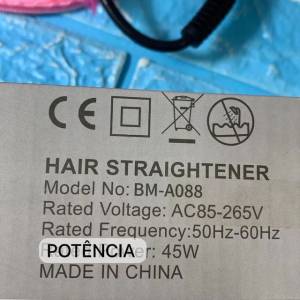 CE
HAIR STRAIGHTENER
Model No: BM-A088
Rated Voltage: AC85-265V
Rated Frequency:50Hz-60Hz
POTÊNCIA
45W
MADE IN CHINA